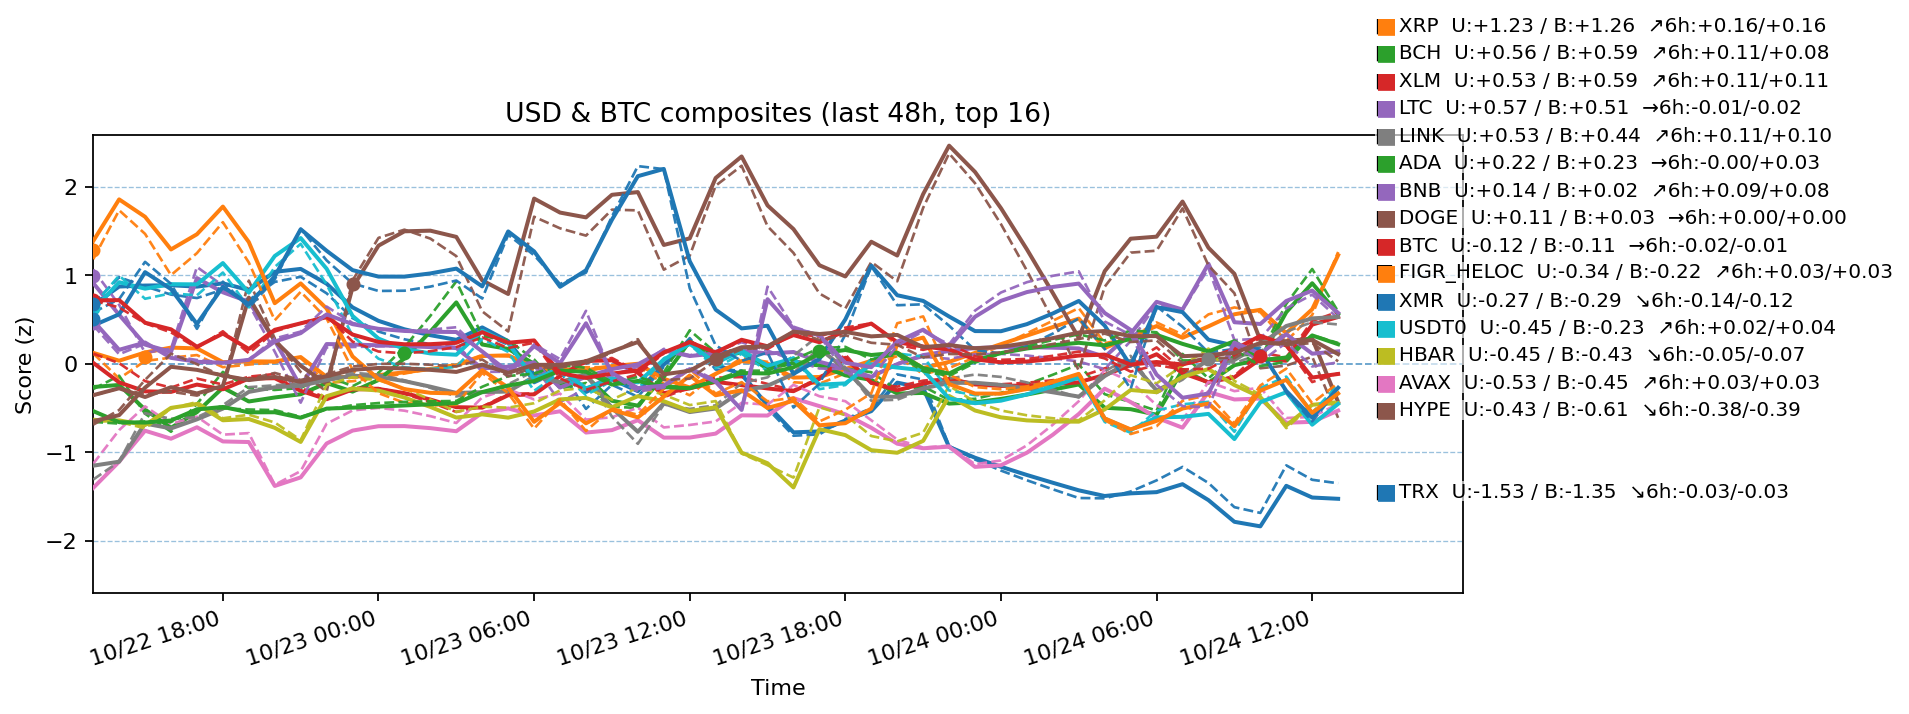 XRP U:+1.23 / B:+1.26 ↗6h:+0.16/+0.16
BCH U:+0.56 / B:+0.59 ↗6h:+0.11/+0.08
XLM U:+0.53 / B:+0.59 ↗6h:+0.11/+0.11
LTC U:+0.57 / B:+0.51 →6h:-0.01/-0.02
LINK U:+0.53 / B:+0.44 ↗6h:+0.11/+0.10
ADA U:+0.22 / B:+0.23 →6h:-0.00/+0.03
BNB U:+0.14 / B:+0.02 ↗6h:+0.09/+0.08
DOGE U:+0.11 / B:+0.03 →6h:+0.00/+0.00
BTC U:-0.12 / B:-0.11 →6h:-0.02/-0.01
FIGR_HELOC U:-0.34 / B:-0.22 ↗6h:+0.03/+0.03
XMR U:-0.27 / B:-0.29 ↘6h:-0.14/-0.12
USDT0 U:-0.45 / B:-0.23 ↗6h:+0.02/+0.04
HBAR U:-0.45 / B:-0.43 ↘6h:-0.05/-0.07
AVAX U:-0.53 / B:-0.45 ↗6h:+0.03/+0.03
HYPE U:-0.43 / B:-0.61 ↘6h:-0.38/-0.39
TRX U:-1.53 / B:-1.35 ↘6h:-0.03/-0.03
USD & BTC composites (last 48h, top 16)
Score (z)
2
1
0
−1
−2
10/22 18:00
10/23 00:00
10/23 06:00
10/23 12:00
10/23 18:00
10/24 00:00
10/24 06:00
10/24 12:00
Time